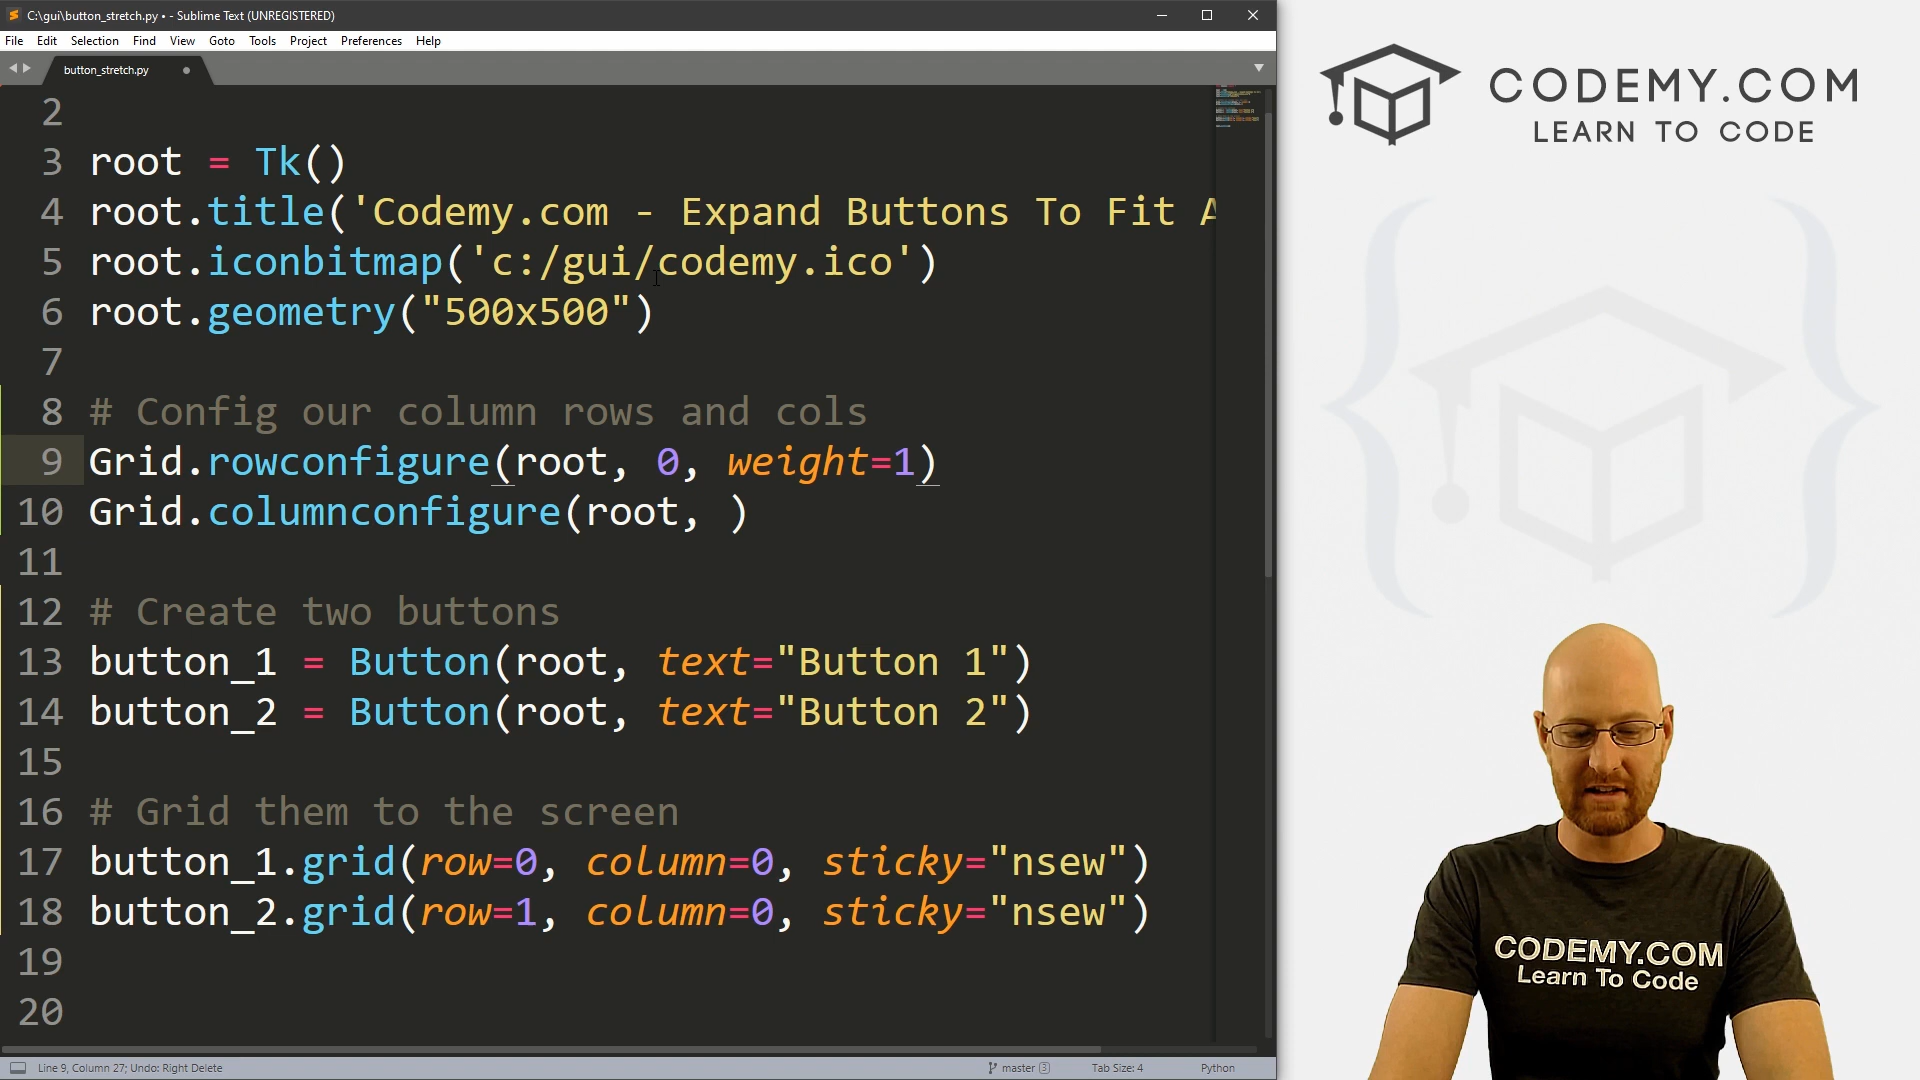 C:\gui\button_stretch.py • - Sublime Text (UNREGISTERED)
File Edit Selection Find View Goto Tools Project Preferences Help
button_stretch.py
2
3 root = Tk()
4 root.title('Codemy.com - Expand Buttons To Fit A
5 root.iconbitmap('c:/gui/codemy.ico')
6 root.geometry("500x500")
7
8 # Config our column rows and cols
9 Grid.rowconfigure(root, 0, weight=1)
10 Grid.columnconfigure(root, )
11
12 # Create two buttons
13 button_1 = Button(root, text="Button 1")
14 button_2 = Button(root, text="Button 2")
15
16 # Grid them to the screen
17 button_1.grid(row=0, column=0, sticky="nsew")
18 button_2.grid(row=1, column=0, sticky="nsew")
19
20
Line 9, Column 27; Undo: Right Delete
master 3
Tab Size: 4
Python
CODEMY.COM
LEARN TO CODE
CODEMY.COM
Learn To Code